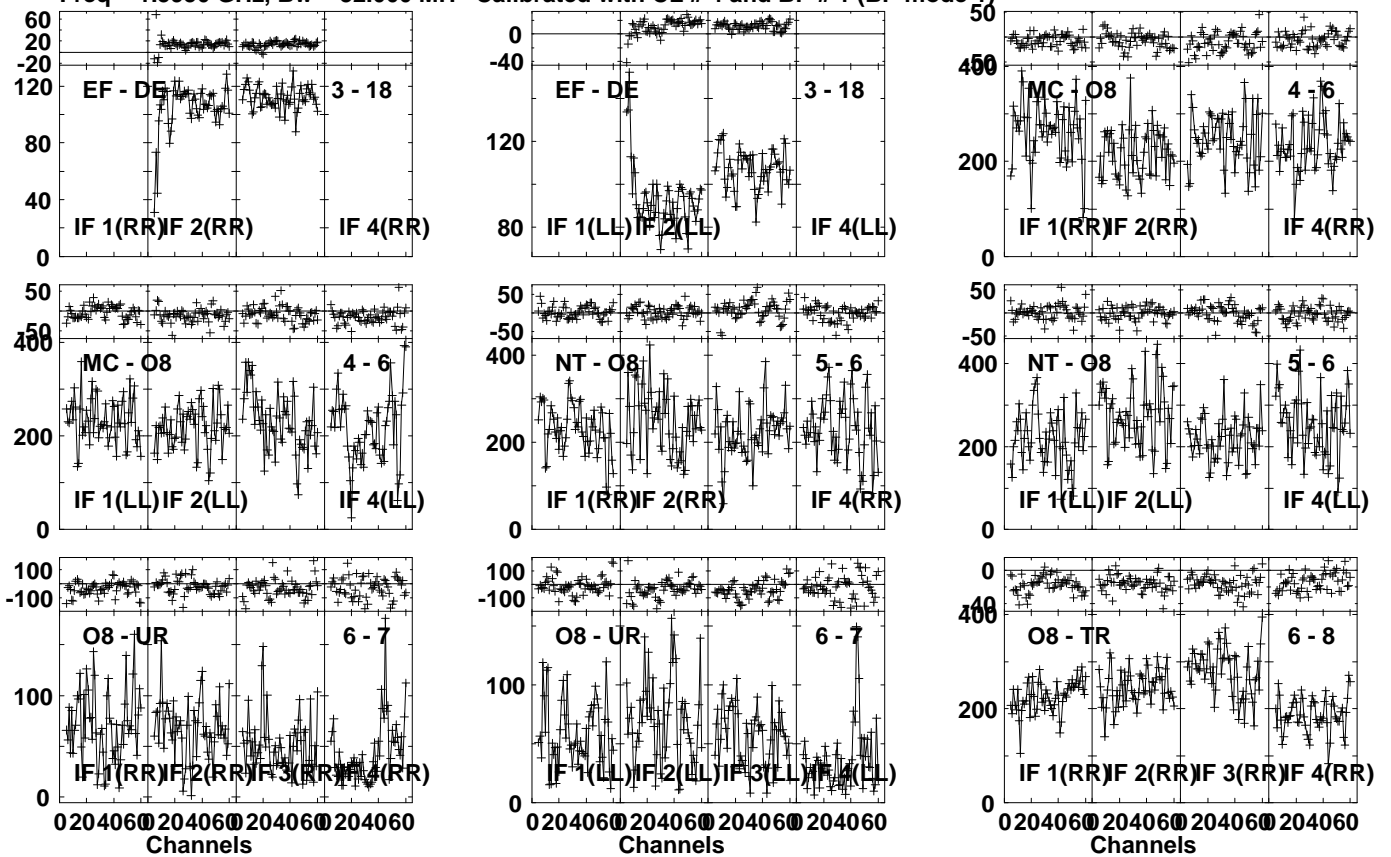 Freq GHz, MH Calibrated with and mode
60
20
-20
120
80
40
0
EF - DE
3 - 18
IF 1(RR)
IF 2(RR)
IF 4(RR)
0
-40
120
80
EF - DE
3 - 18
IF 1(LL)
IF 2(LL)
IF 4(LL)
50
-50
400
200
0
MC - O8
4 - 6
IF 1(RR)
IF 2(RR)
IF 4(RR)
50
-50
400
200
0
MC - O8
4 - 6
IF 1(LL)
IF 2(LL)
IF 4(LL)
50
-50
400
200
0
NT - O8
5 - 6
IF 1(RR)
IF 2(RR)
IF 4(RR)
50
-50
400
200
0
NT - O8
5 - 6
IF 1(LL)
IF 2(LL)
IF 4(LL)
100
-100
100
0
O8 - UR
6 - 7
IF 1(RR)
IF 2(RR)
IF 3(RR)
IF 4(RR)
0 20 40 60 0 20 40 60 0 20 40 60 0 20 40 60
Channels
100
-100
100
0
O8 - UR
6 - 7
IF 1(LL)
IF 2(LL)
IF 3(LL)
IF 4(LL)
0 20 40 60 0 20 40 60 0 20 40 60 0 20 40 60
Channels
0
-40
400
200
0
O8 - TR
6 - 8
IF 1(RR)
IF 2(RR)
IF 3(RR)
IF 4(RR)
0 20 40 60 0 20 40 60 0 20 40 60 0 20 40 60
Channels